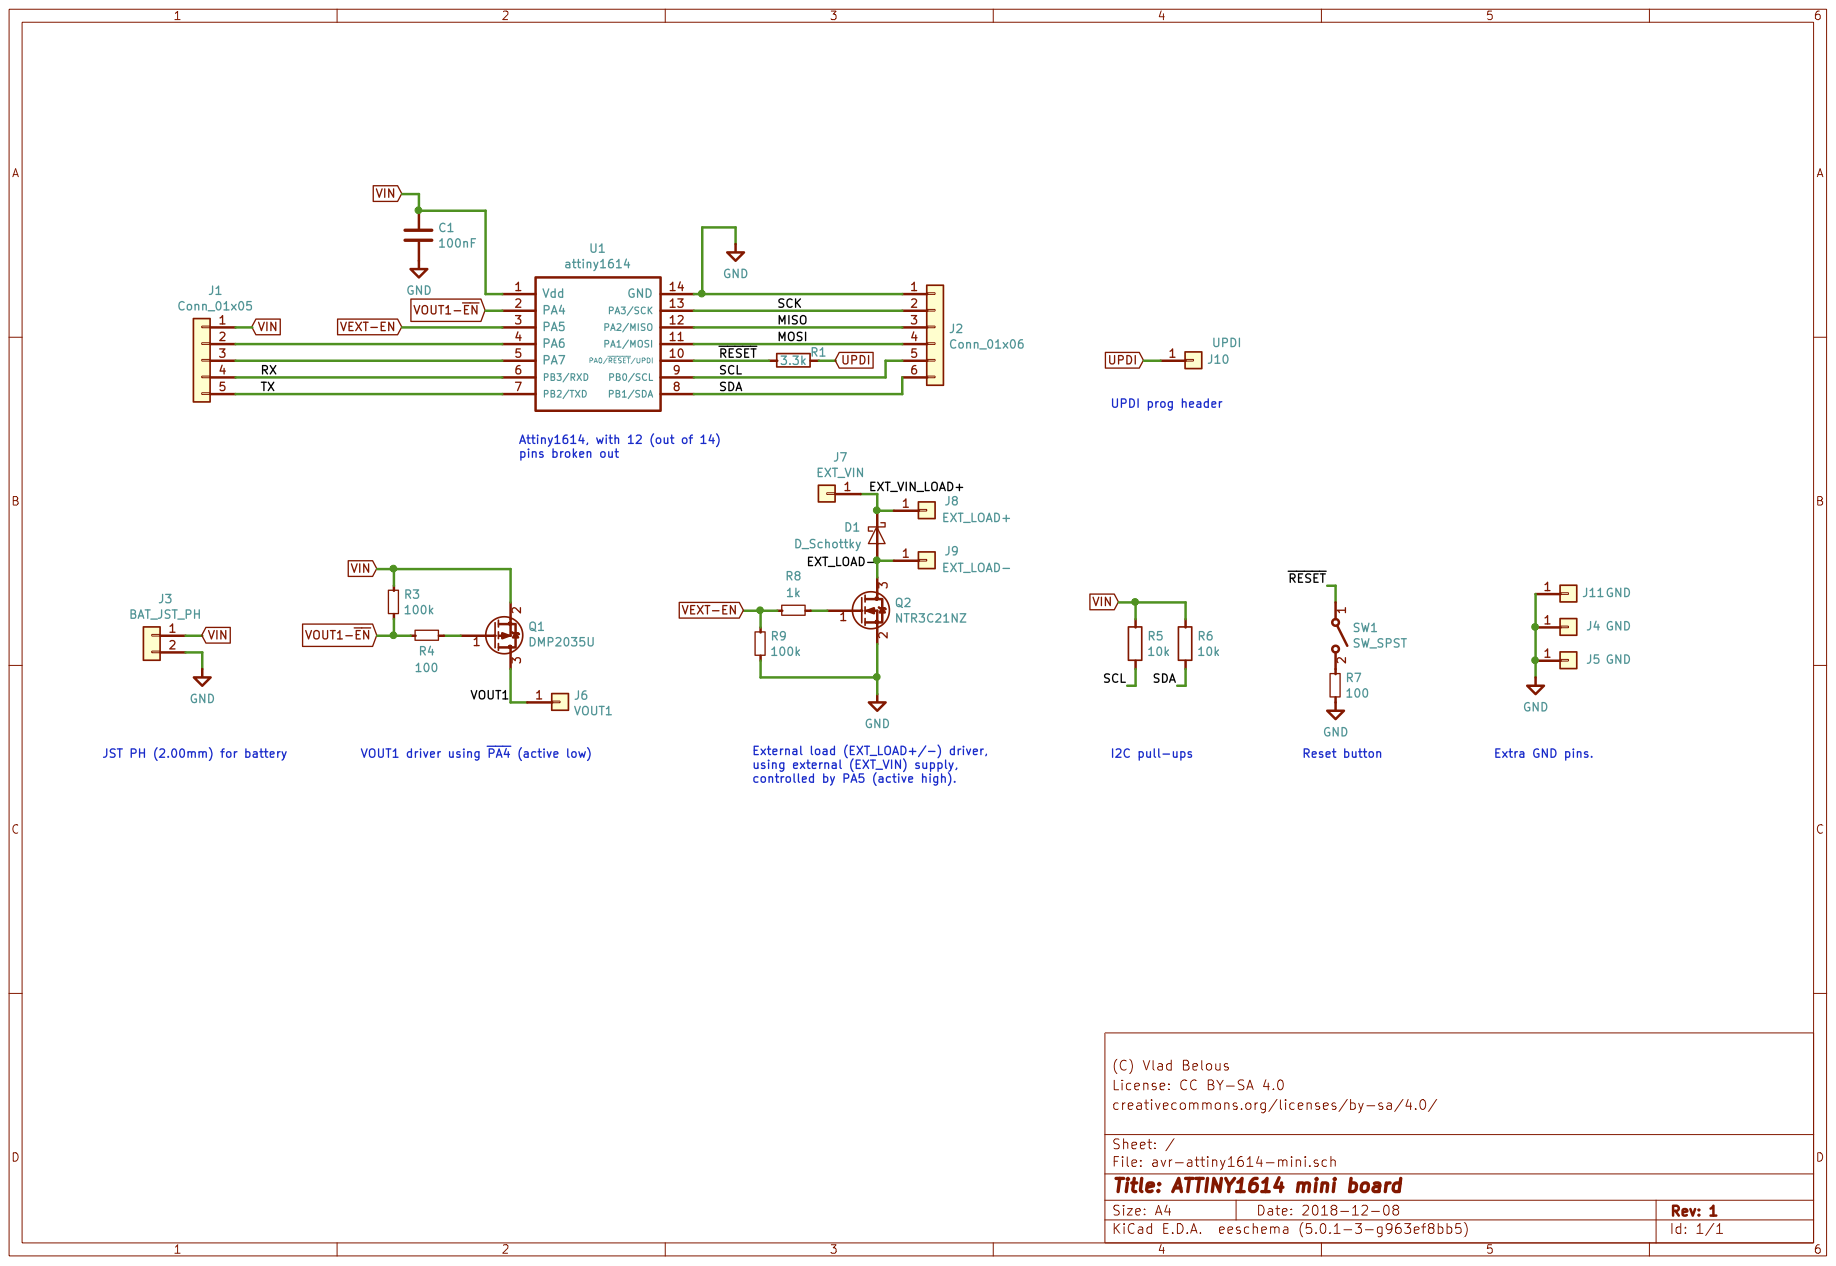 1 2 3 4 5 6
A A
VIN
C1
100nF
GND
U1
attiny1614
GND
J1
Conn_01x05
1 VIN
2
3
4 RX
5 TX
VOUT1-EN
VEXT-EN
1 Vdd GND 14
2 PA4 PA3/SCK 13
3 PA5 PA2/MISO 12
4 PA6 PA1/MOSI 11
5 PA7 PA0/RESET/UPDI 10
6 PB3/RXD PB0/SCL 9
7 PB2/TXD PB1/SDA 8
SCK
MISO
MOSI
RESET 3.3k R1 UPDI
SCL
SDA
1
2
3
4
5
6
J2
Conn_01x06
UPDI
UPDI 1 J10
UPDI prog header
Attiny1614, with 12 (out of 14)
pins broken out
B B
J7
EXT_VIN
1 EXT_VIN_LOAD+
1 J8
EXT_LOAD+
D1
D_Schottky
EXT_LOAD-
1 J9
EXT_LOAD-
R8
1k
3
VEXT-EN
1
Q2
NTR3C21NZ
2
R9
100k
GND
External load (EXT_LOAD+/-) driver,
using external (EXT_VIN) supply,
controlled by PA5 (active high).
J3
BAT_JST_PH
1 VIN
2
GND
JST PH (2.00mm) for battery
VIN
R3
100k
2
VOUT1-EN
R4
100
1
Q1
DMP2035U
3
VOUT1 1 J6
VOUT1
VOUT1 driver using PA4 (active low)
VIN
R5
10k
R6
10k
SCL SDA
I2C pull-ups
RESET
1
SW1
SW_SPST
2
R7
100
GND
Reset button
1 J11 GND
1 J4 GND
1 J5 GND
GND
Extra GND pins.
C C
(C) Vlad Belous
License: CC BY-SA 4.0
creativecommons.org/licenses/by-sa/4.0/
D D
Sheet: /
File: avr-attiny1614-mini.sch
Title: ATTINY1614 mini board
Size: A4 Date: 2018-12-08 Rev: 1
KiCad E.D.A. eeschema (5.0.1-3-g963ef8bb5) Id: 1/1
1 2 3 4 5 6